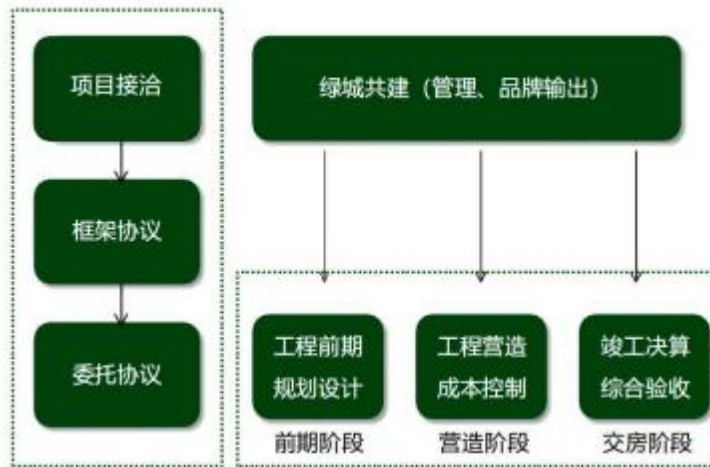 项目接洽
框架协议
委托协议
绿城共建（管理、品牌输出）
工程前期
规划设计
前期阶段
工程营造
成本控制
营造阶段
竣工决算
综合验收
交房阶段